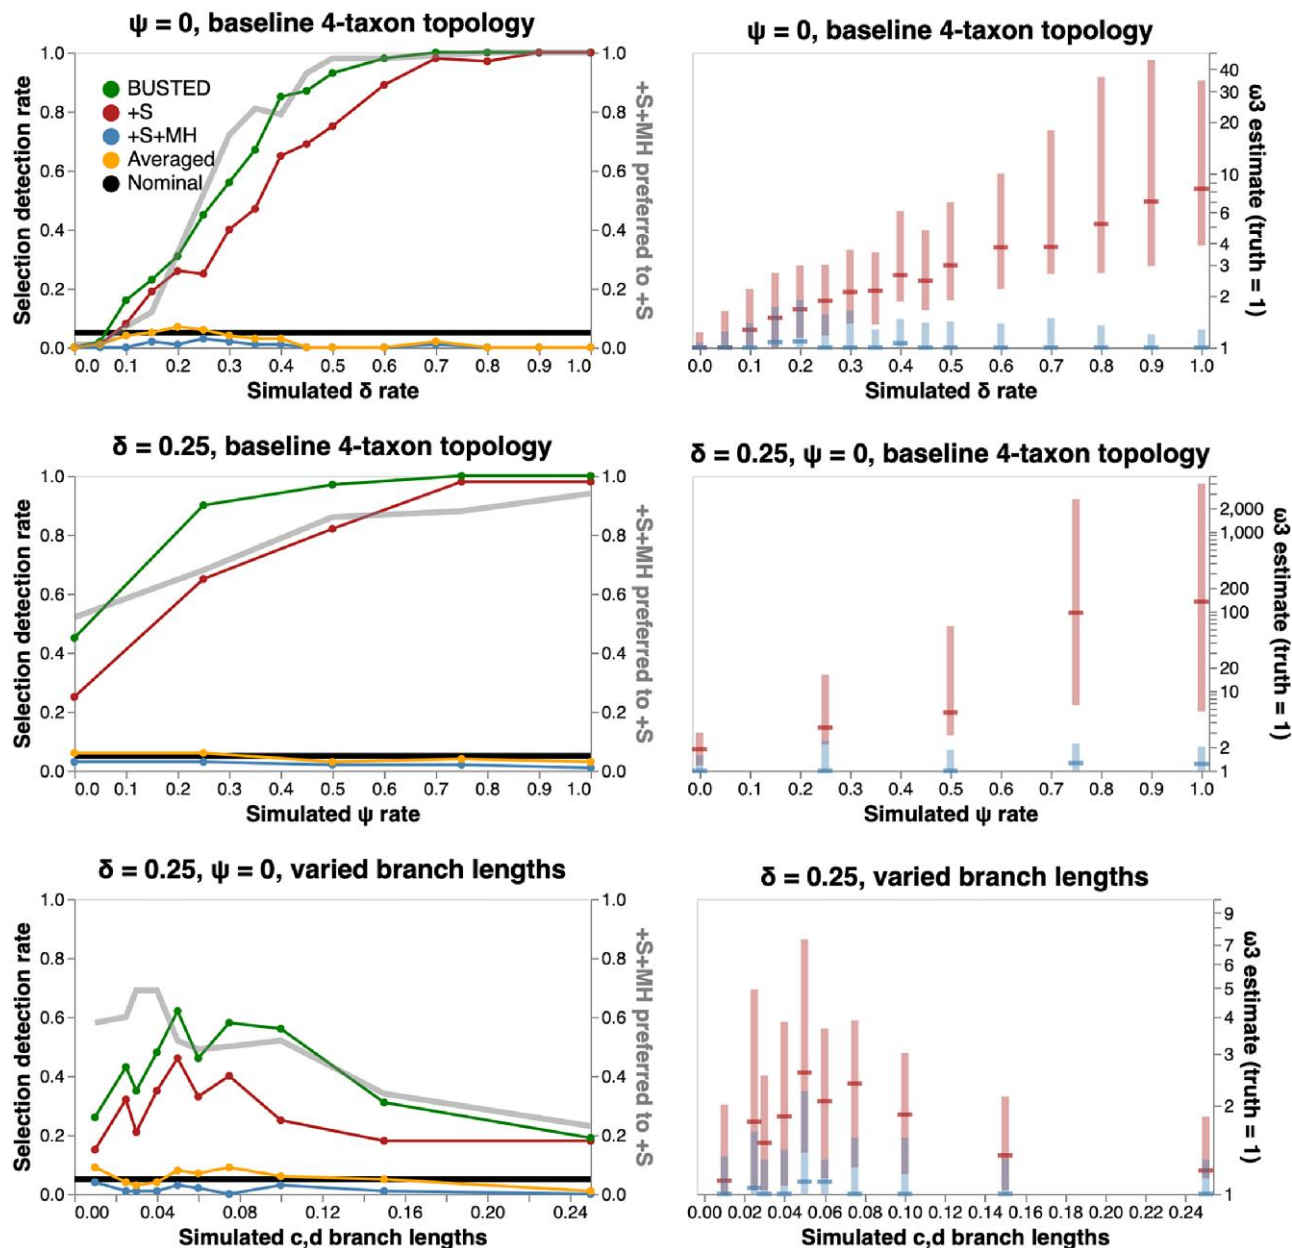 ψ = 0, baseline 4-taxon topology
Selection detection rate
1.0
0.8
0.6
0.4
0.2
0.0
BUSTED
+S
+S+MH
Averaged
Nominal
1.0
0.8
0.6
0.4
0.2
0.0
+S+MH preferred to +S
0.0 0.1 0.2 0.3 0.4 0.5 0.6 0.7 0.8 0.9 1.0
Simulated δ rate
ψ = 0, baseline 4-taxon topology
40
30
20
10
6
4
3
2
1
ω3 estimate (truth = 1)
0.0 0.1 0.2 0.3 0.4 0.5 0.6 0.7 0.8 0.9 1.0
Simulated δ rate
δ = 0.25, baseline 4-taxon topology
Selection detection rate
1.0
0.8
0.6
0.4
0.2
0.0
1.0
0.8
0.6
0.4
0.2
0.0
+S+MH preferred to +S
0.0 0.1 0.2 0.3 0.4 0.5 0.6 0.7 0.8 0.9 1.0
Simulated ψ rate
δ = 0.25, ψ = 0, baseline 4-taxon topology
2,000
1,000
200
100
20
10
2
1
ω3 estimate (truth = 1)
0.0 0.1 0.2 0.3 0.4 0.5 0.6 0.7 0.8 0.9 1.0
Simulated ψ rate
δ = 0.25, ψ = 0, varied branch lengths
Selection detection rate
1.0
0.8
0.6
0.4
0.2
0.0
1.0
0.8
0.6
0.4
0.2
0.0
+S+MH preferred to +S
0.00 0.04 0.08 0.12 0.16 0.20 0.24
Simulated c,d branch lengths
δ = 0.25, varied branch lengths
9
7
6
5
4
3
2
1
ω3 estimate (truth = 1)
0.00 0.02 0.04 0.06 0.08 0.10 0.12 0.14 0.16 0.18 0.20 0.22 0.24
Simulated c,d branch lengths